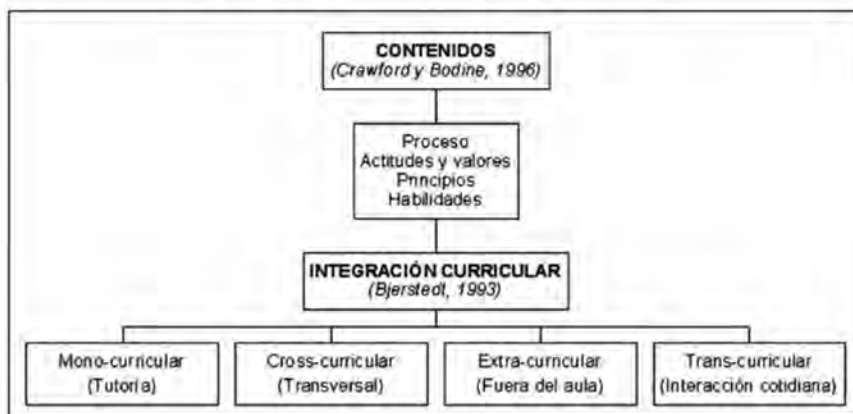 CONTENIDOS
(Crawford y Bodine, 1996)
Proceso
Actitudes y valores
Principios
Habilidades
INTEGRACIÓN CURRICULAR
(Bjerstedt, 1993)
Mono-curricular
(Tutoría)
Cross-curricular
(Transversal)
Extra-curricular
(Fuera del aula)
Trans-curricular
(Interacción cotidiana)